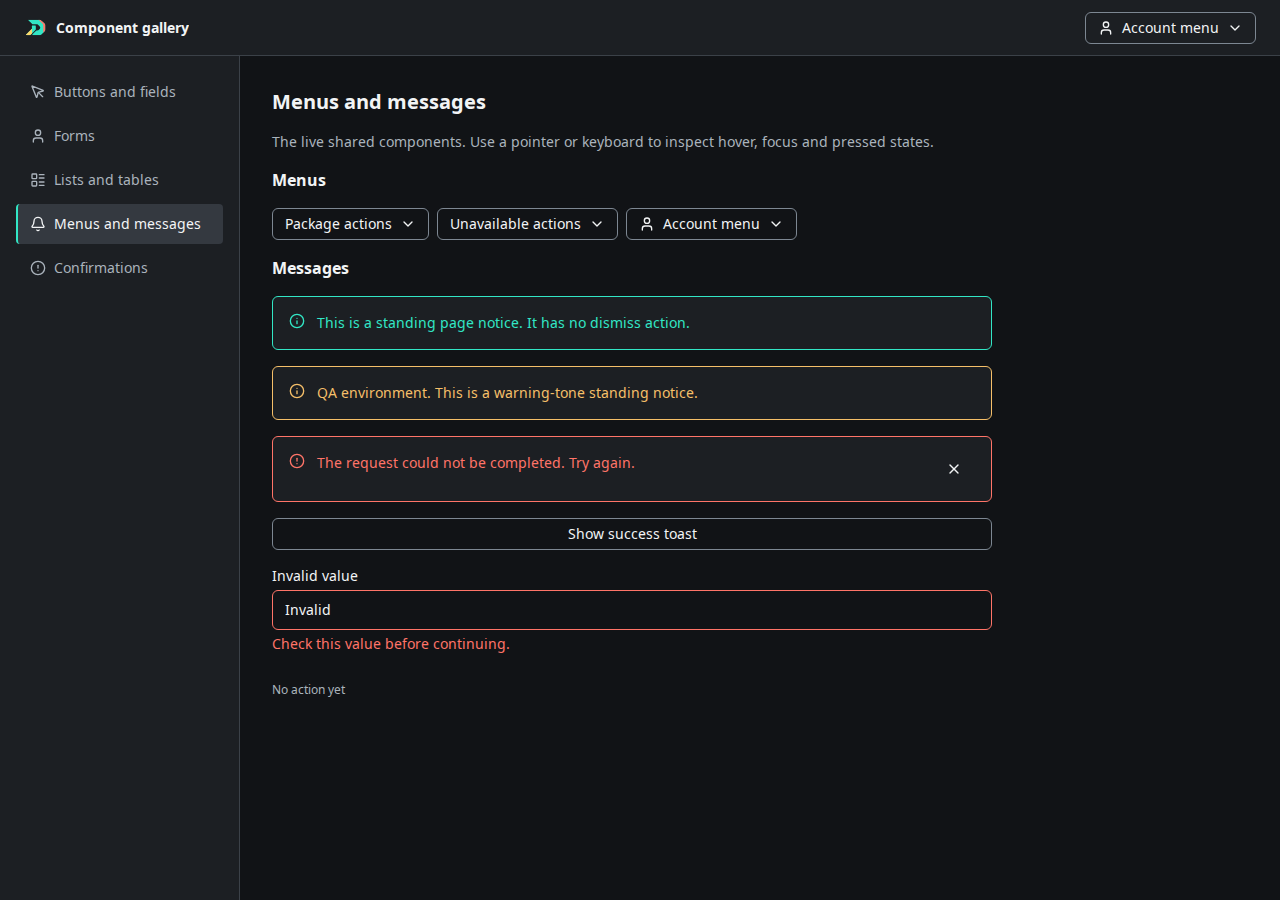 Component gallery
Account menu
Buttons and fields
Forms
Lists and tables
Menus and messages
Confirmations
Menus and messages
The live shared components. Use a pointer or keyboard to inspect hover, focus and pressed states.
Menus
Package actions
Unavailable actions
Account menu
Messages
This is a standing page notice. It has no dismiss action.
QA environment. This is a warning-tone standing notice.
The request could not be completed. Try again.
Show success toast
Invalid value
Invalid
Check this value before continuing.
No action yet